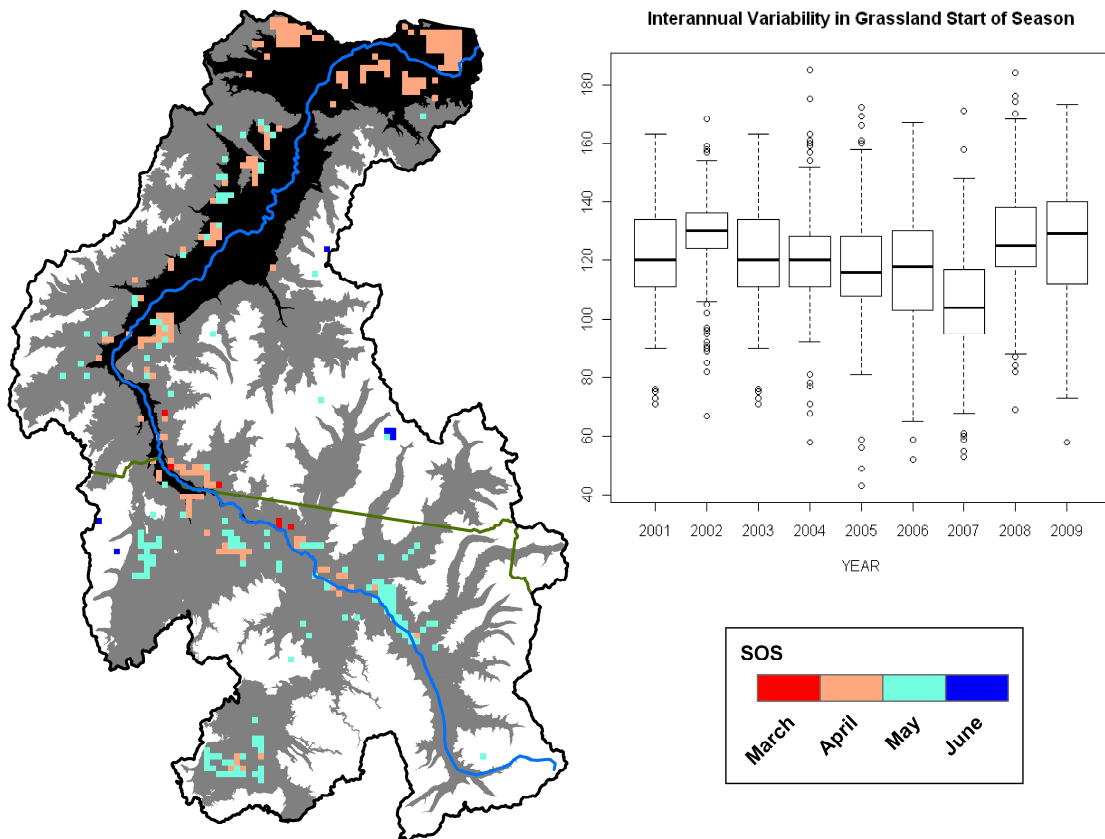 Interannual Variability in Grassland Start of Season
180
160
140
120
100
80
60
40
2001 2002 2003 2004 2005 2006 2007 2008 2009
YEAR
SOS
March April May June